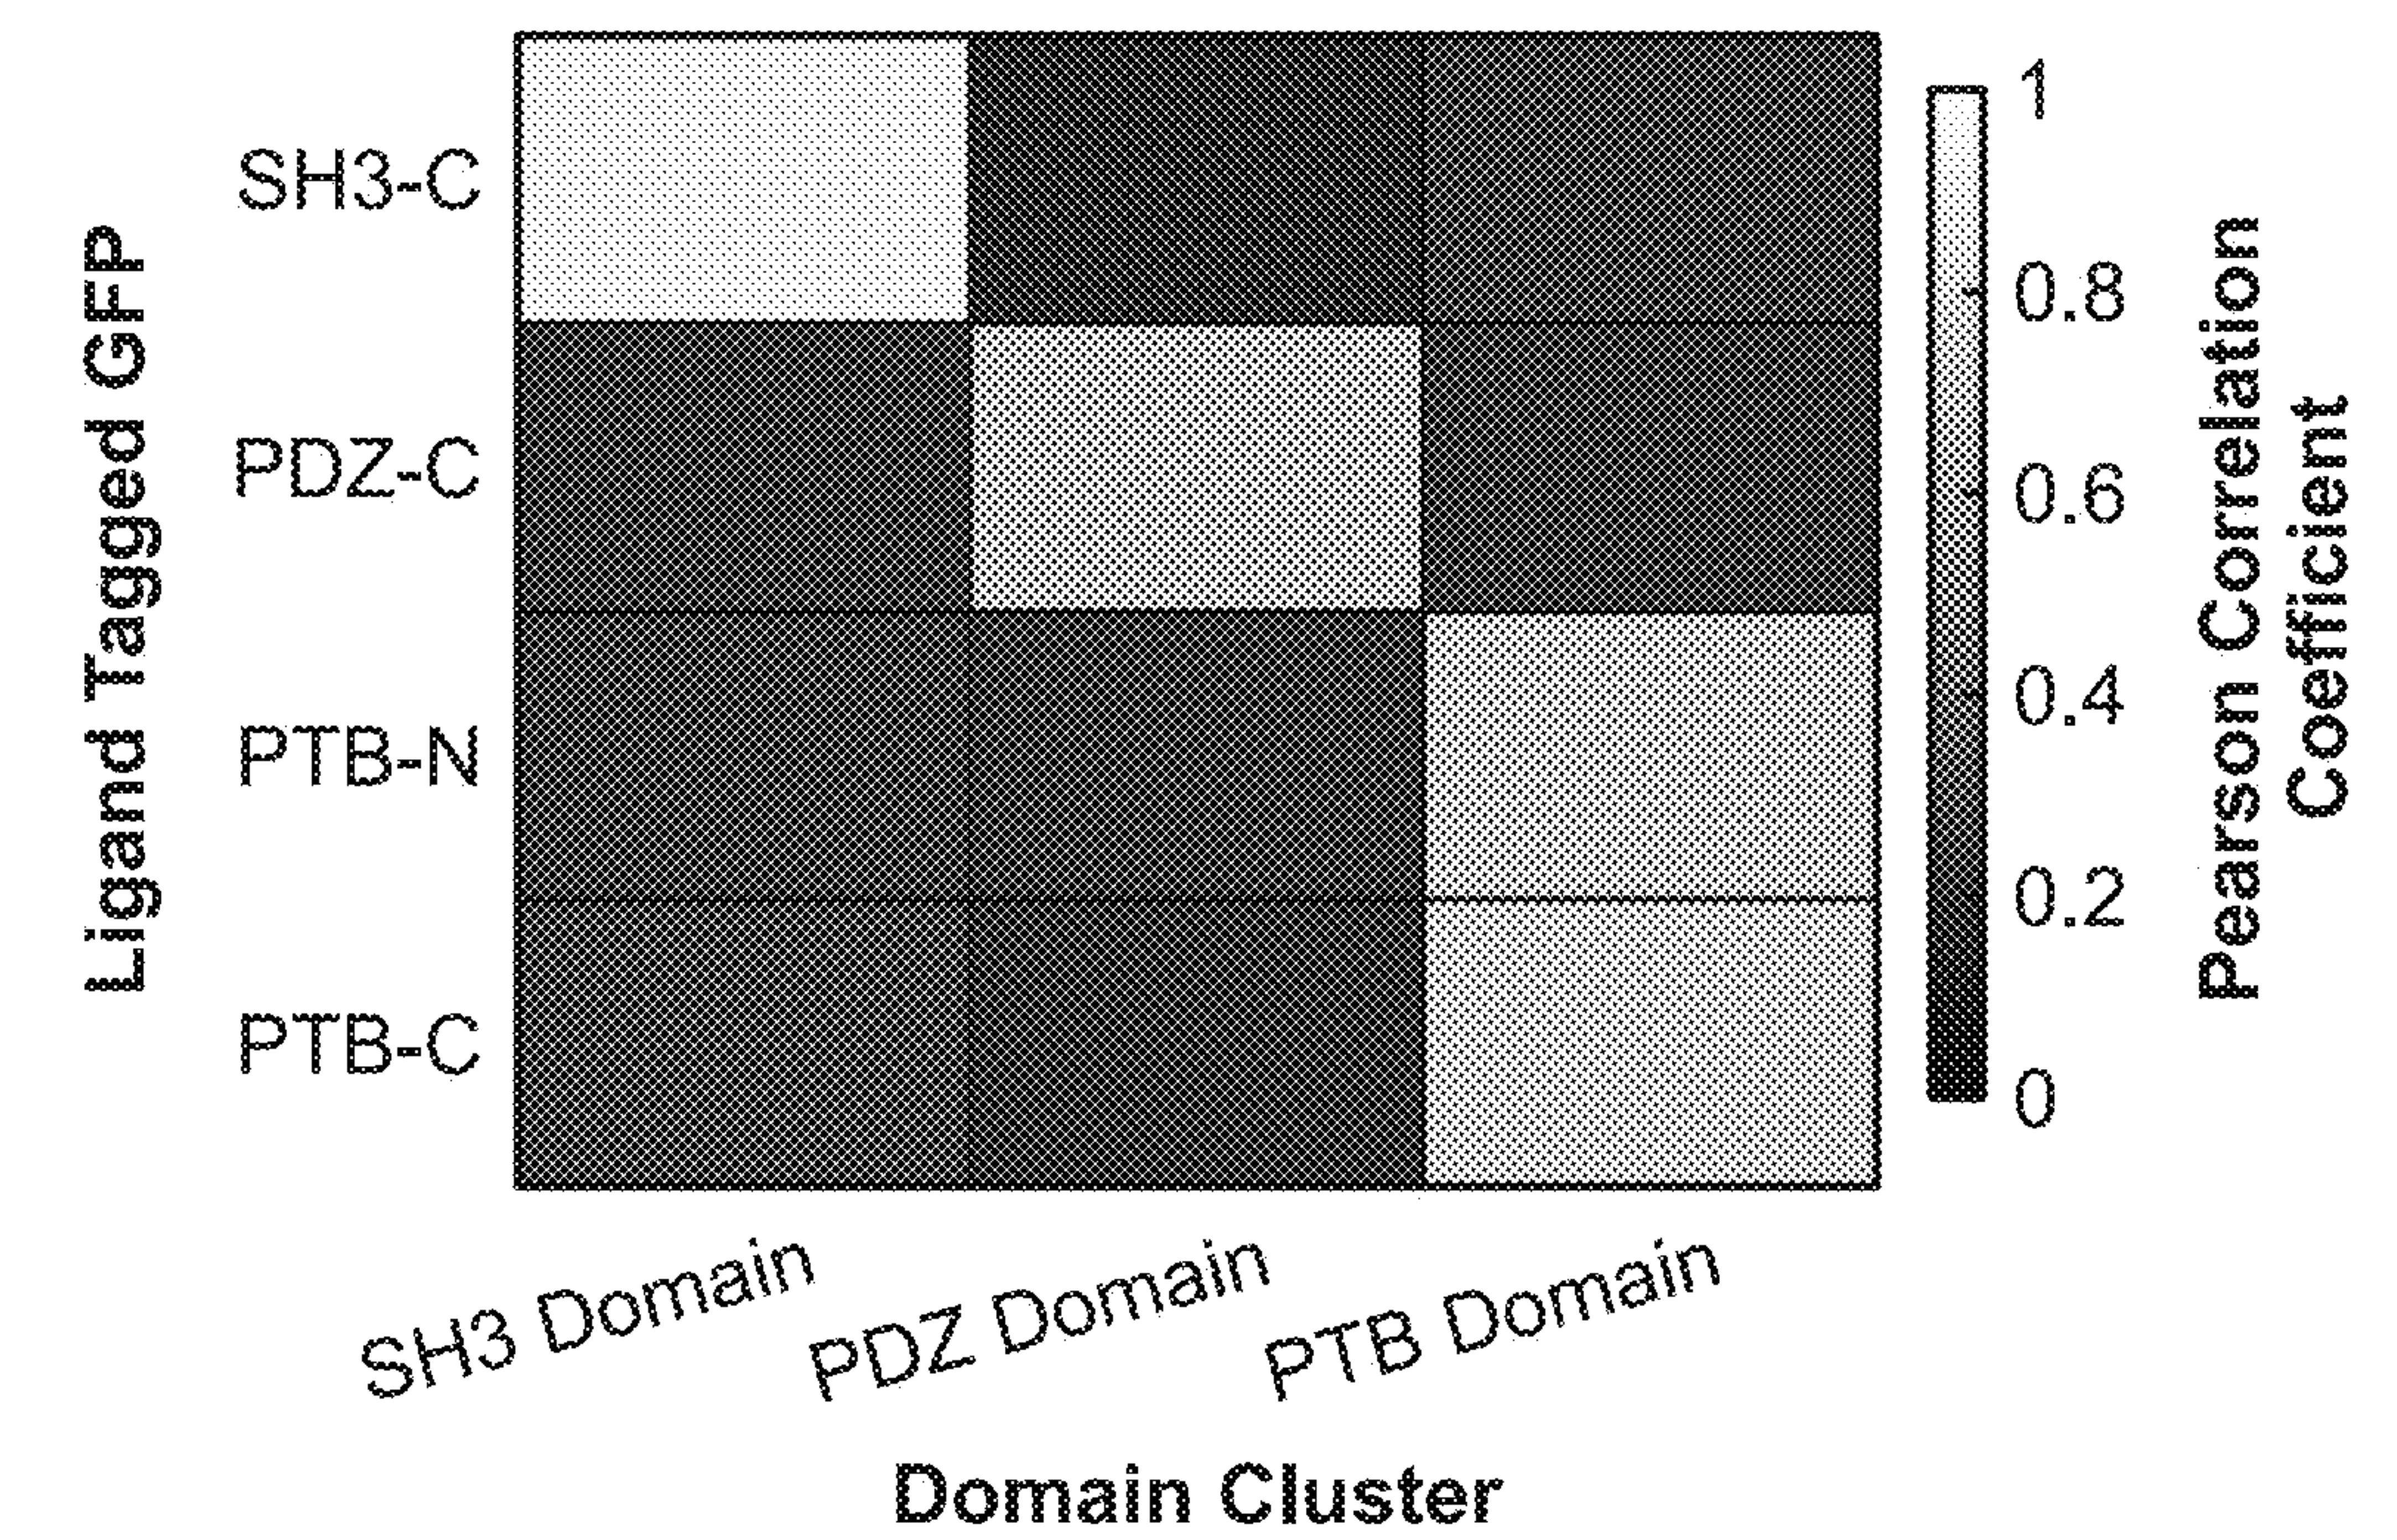 Ligand Tagged GFP
SH3-C
PDZ-C
PTB-N
PTB-C
SH3 Domain
PDZ Domain
PTB Domain
Domain Cluster
1
0.8
0.6
0.4
0.2
0
Pearson Correlation
Coefficient